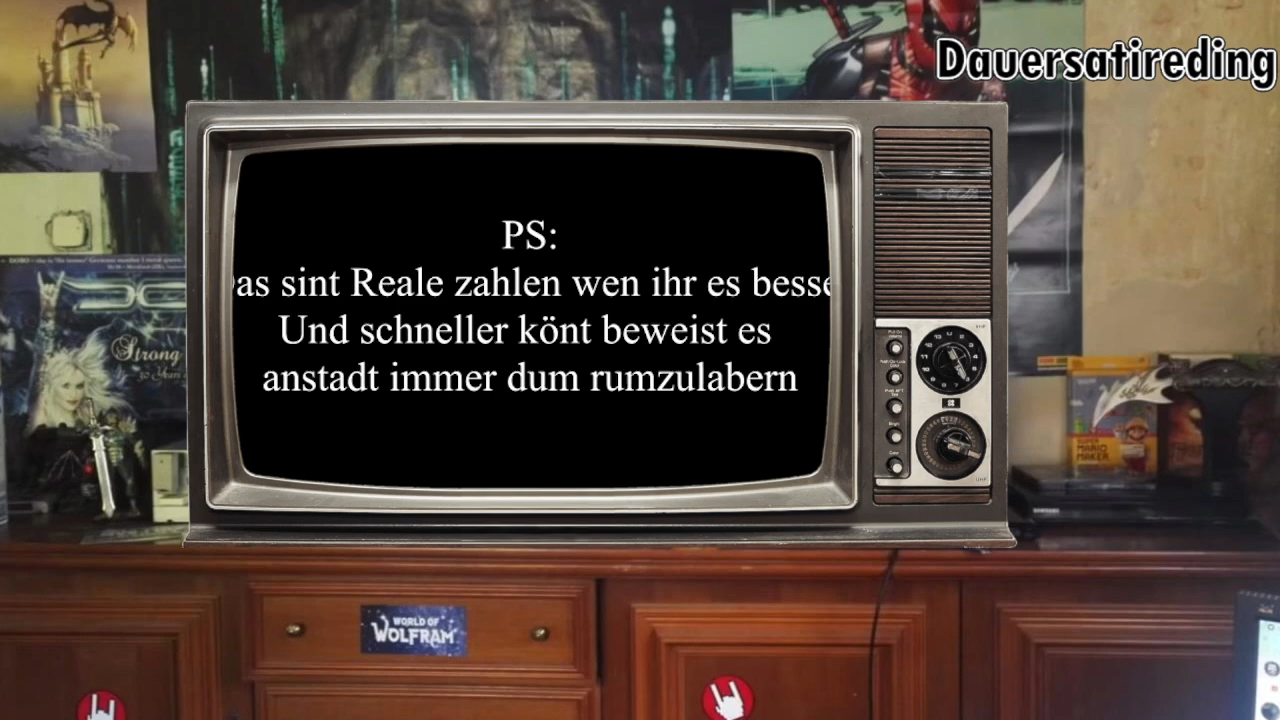 Dauersatireding
PS:
as sint Reale zahlen wen ihr es besse
Und schneller könt beweist es
anstadt immer dum rumzulabern
Strong
WORLD OF
WOLFRAM
SUPER
MARIO
MAKER
SAMSUNG